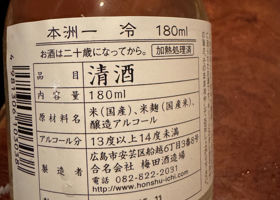 本洲一 冷 180ml
お酒は二十歳になってから。 加熱処理済
品目 清酒
内容量 180ml
原材料名 米(国産)、米麹(国産米)、
醸造アルコール
アルコール分 13度以上14度未満
製造者 広島市安芸区船越6丁目3番8号
合名会社 梅田酒造場
電話 082-822-2031
http://www.honshu-ichi.com